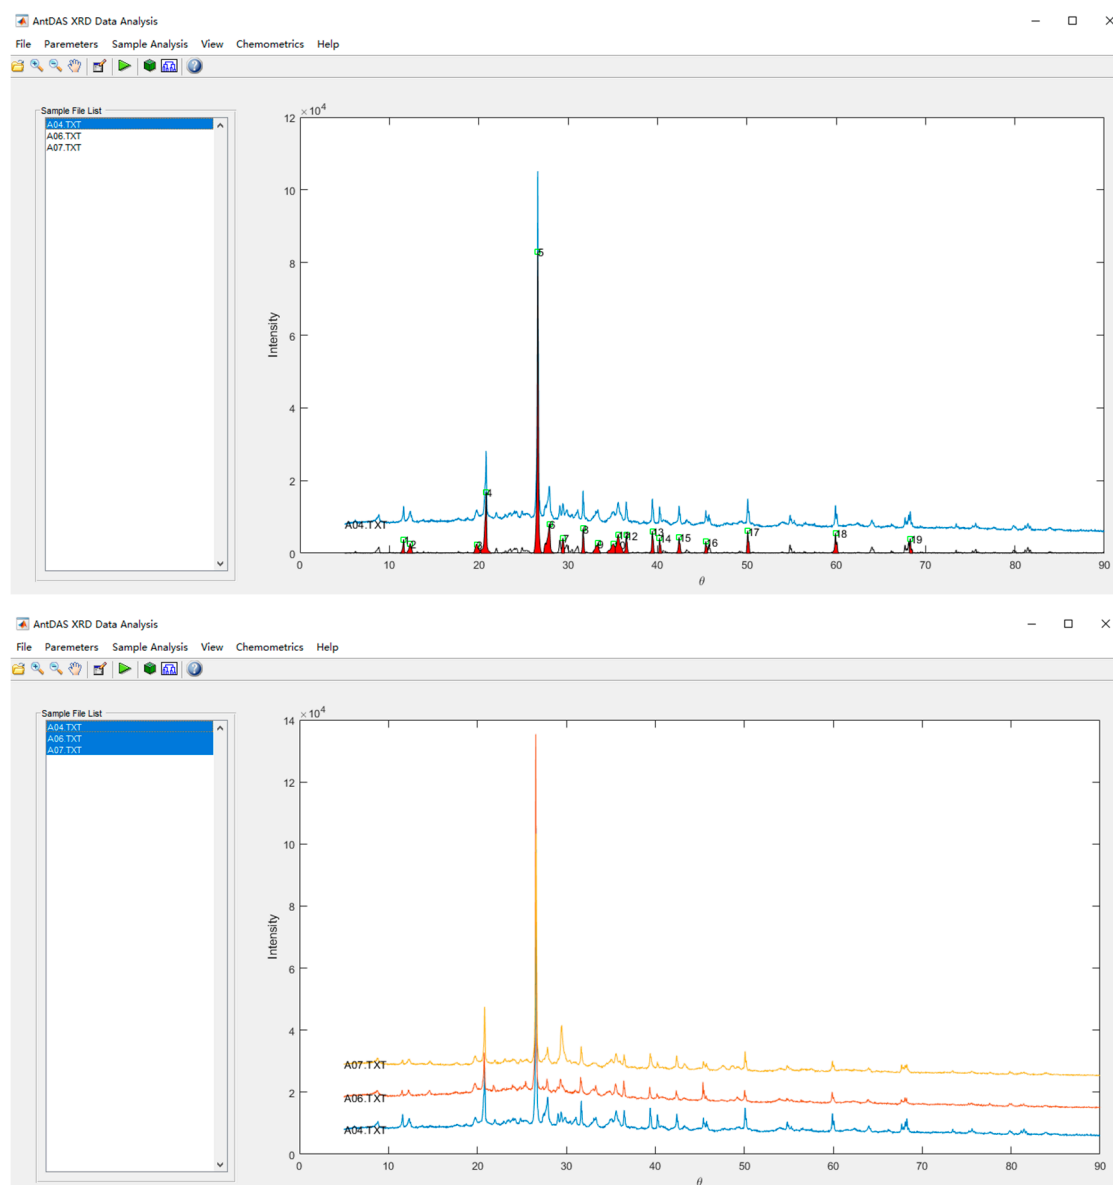 AntDAS XRD Data Analysis
File Paremeters Sample Analysis View Chemometrics Help
Sample File List
A04.TXT
A06.TXT
A07.TXT
× 10⁴
12
10
8
6
4
2
0
Intensity
A04.TXT
1 2 3 4 5 6 7 8 9 12 13 14 15 16 17 18 19
0 10 20 30 40 50 60 70 80 90
θ
AntDAS XRD Data Analysis
File Paremeters Sample Analysis View Chemometrics Help
Sample File List
A04.TXT
A06.TXT
A07.TXT
× 10⁴
14
12
10
8
6
4
2
0
Intensity
A07.TXT
A06.TXT
A04.TXT
0 10 20 30 40 50 60 70 80 90
θ